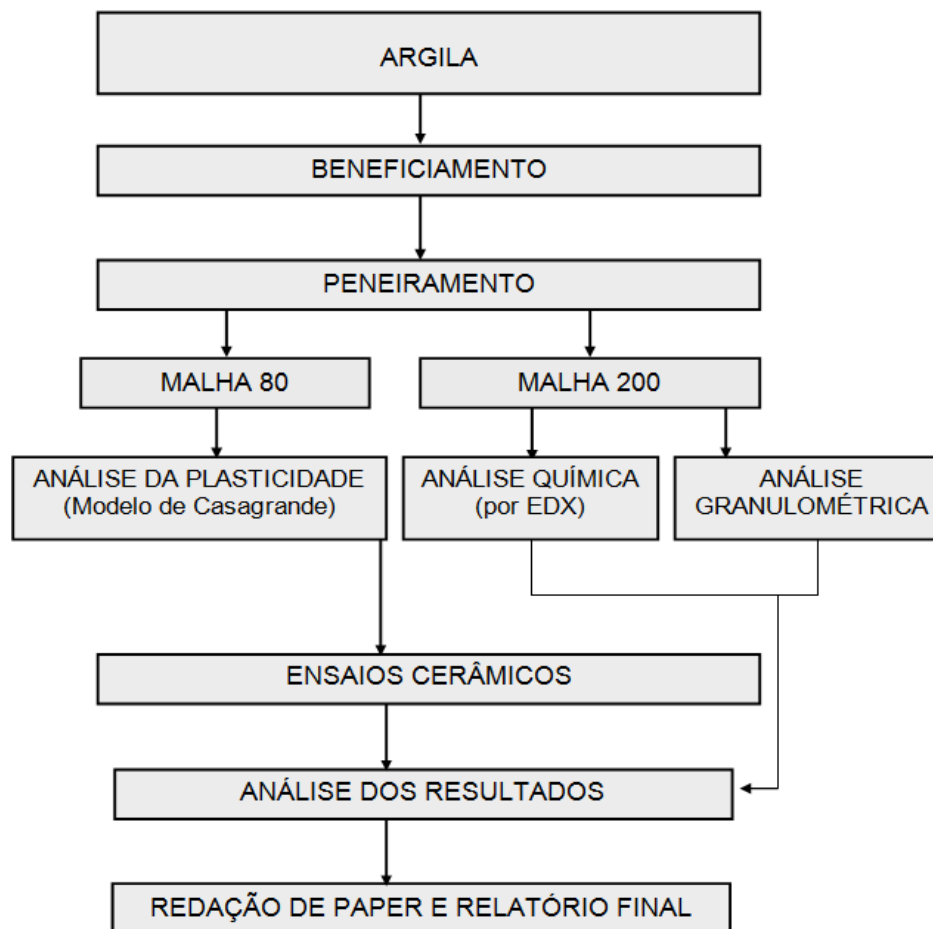 ARGILA
BENEFICIAMENTO
PENEIRAMENTO
MALHA 80
MALHA 200
ANÁLISE DA PLASTICIDADE
(Modelo de Casagrande)
ANÁLISE QUÍMICA
(por EDX)
ANÁLISE
GRANULOMÉTRICA
ENSAIOS CERÂMICOS
ANÁLISE DOS RESULTADOS
REDAÇÃO DE PAPER E RELATÓRIO FINAL